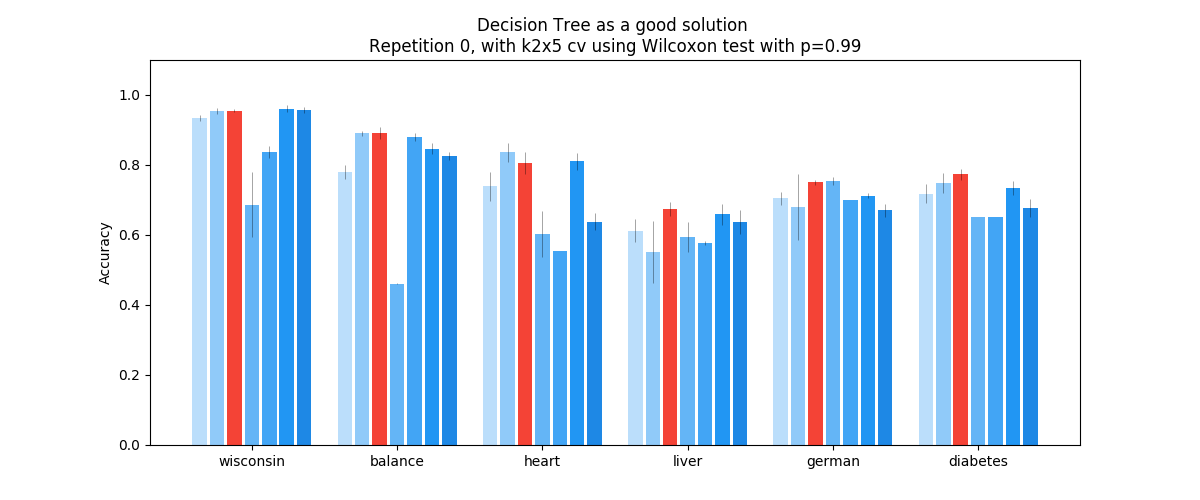 Decision Tree as a good solution
Repetition 0, with k2x5 cv using Wilcoxon test with p=0.99
1.0
0.8
0.6
0.4
0.2
0.0
Accuracy
wisconsin balance heart liver german diabetes